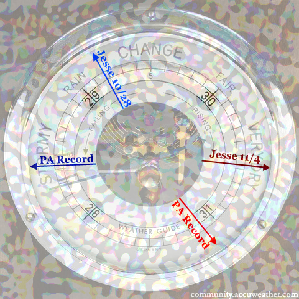 CHANGE
RAIN
FAIR
Jesse 10/28
29
30
STORMY
PA Record
Jesse 11/4
VERY DRY
PA Record
28
31
WEATHER GUIDE
community.accuweather.com